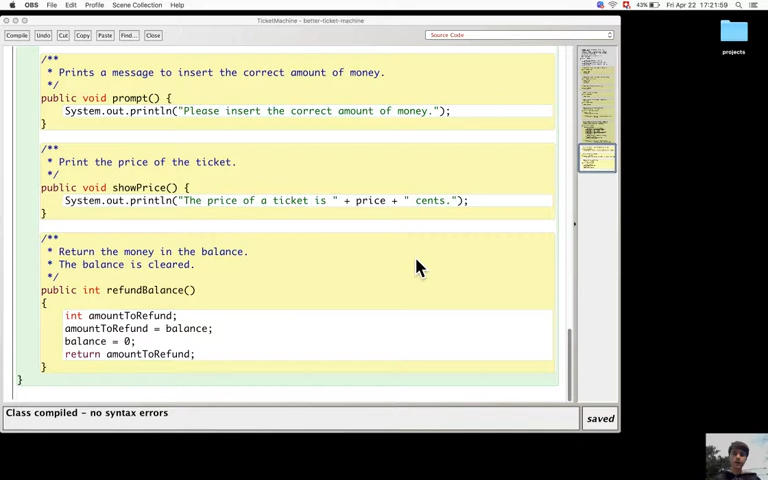 OBS File Edit Profile Scene Collection Help
43% Fri Apr 22 17:21:59
TicketMachine - better-ticket-machine
Compile Undo Cut Copy Paste Find... Close Source Code
projects
/**
* Prints a message to insert the correct amount of money.
*/
public void prompt() {
System.out.println("Please insert the correct amount of money.");
}
/**
* Print the price of the ticket.
*/
public void showPrice() {
System.out.println("The price of a ticket is " + price + " cents.");
}
/**
* Return the money in the balance.
* The balance is cleared.
*/
public int refundBalance()
{
int amountToRefund;
amountToRefund = balance;
balance = 0;
return amountToRefund;
}
}
Class compiled - no syntax errors
saved